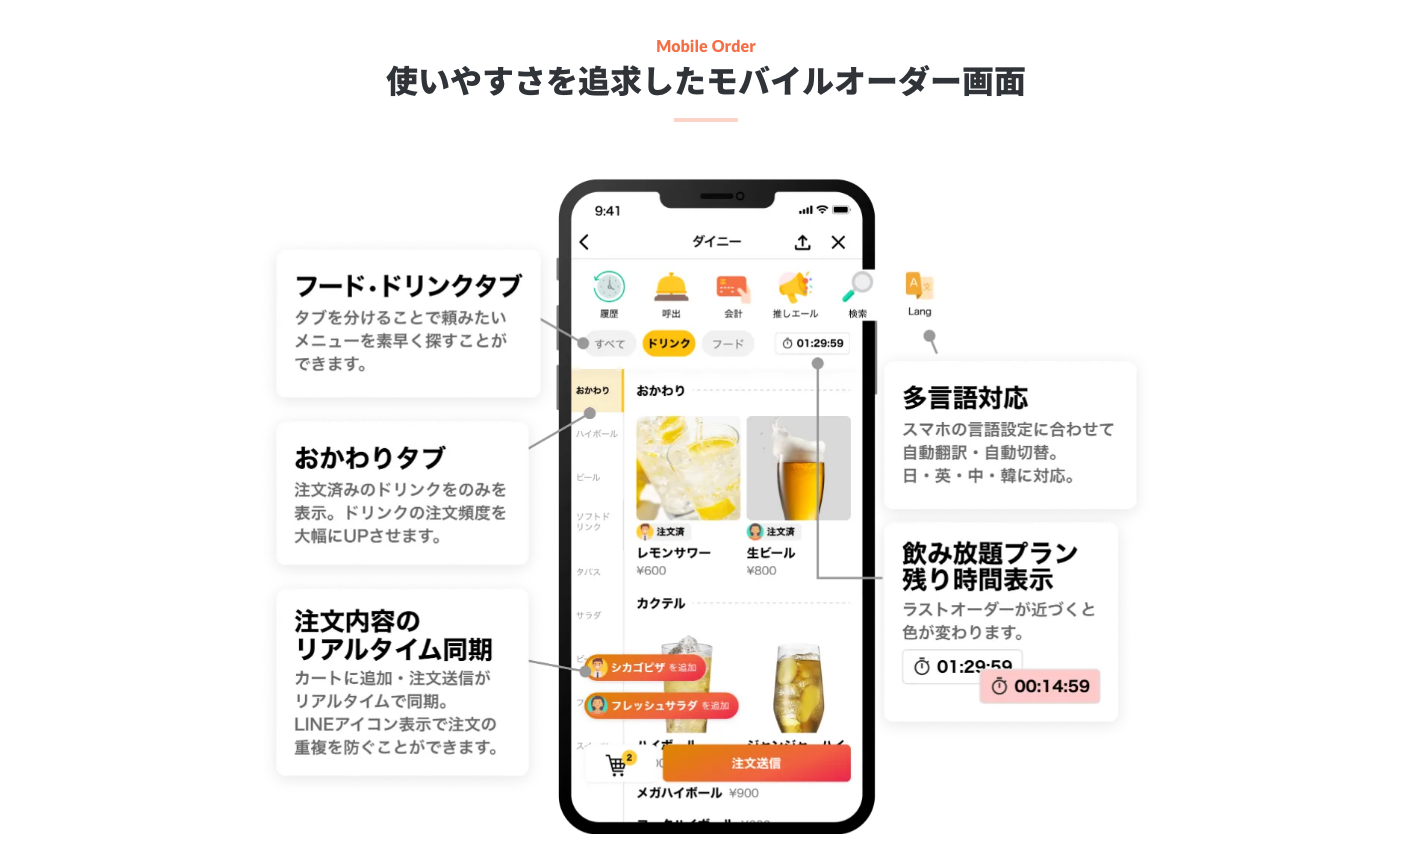 Mobile Order
使いやすさを追求したモバイルオーダー画面
フード・ドリンクタブ
タブを分けることで頼みたい
メニューを素早く探すことが
できます。
おかわりタブ
注文済みのドリンクをのみを
表示。ドリンクの注文頻度を
大幅にUPさせます。
注文内容の
リアルタイム同期
カートに追加・注文送信が
リアルタイムで同期。
LINEアイコン表示で注文の
重複を防ぐことができます。
9:41
ダイニー
履歴
呼出
会計
推しエール
検索
Lang
すべて
ドリンク
フード
01:29:59
おかわり
ハイボール
ビール
ソフトド
リンク
タパス
サラダ
おかわり
注文済
レモンサワー
¥600
注文済
生ビール
¥800
カクテル
シカゴピザ を追加
フレッシュサラダ を追加
2
注文送信
メガハイボール ¥900
多言語対応
スマホの言語設定に合わせて
自動翻訳・自動切替。
日・英・中・韓に対応。
飲み放題プラン
残り時間表示
ラストオーダーが近づくと
色が変わります。
01:29:59
00:14:59